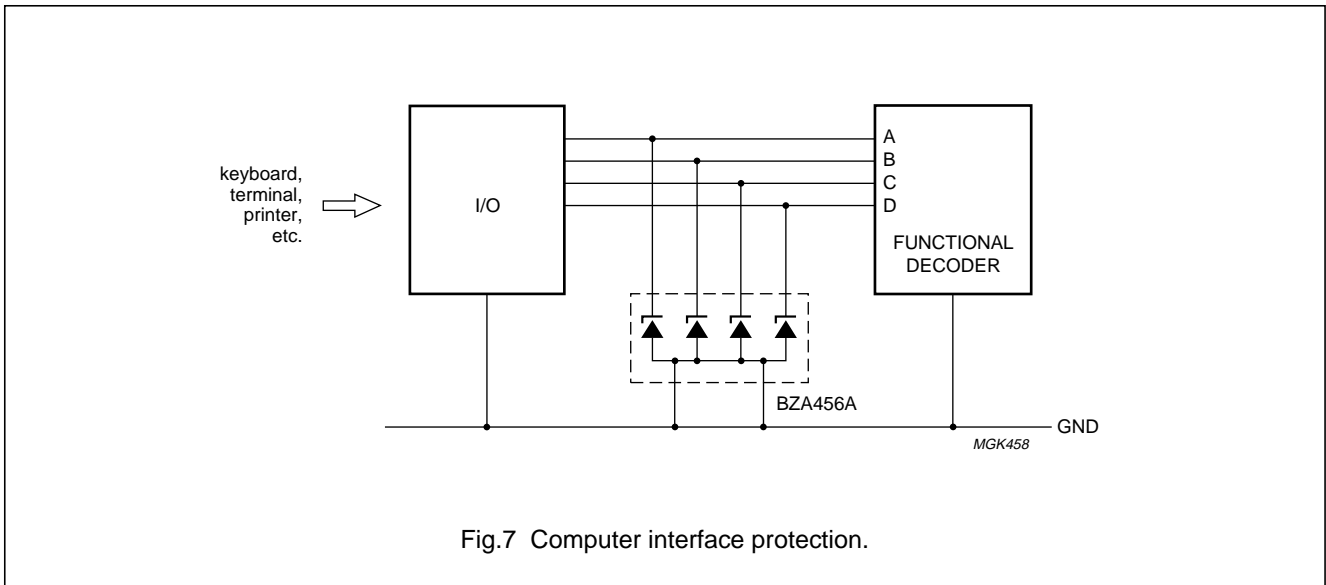 keyboard,
terminal,
printer,
etc.
I/O
A
B
C
D
FUNCTIONAL
DECODER
BZA456A
GND
MGK458
Fig.7 Computer interface protection.